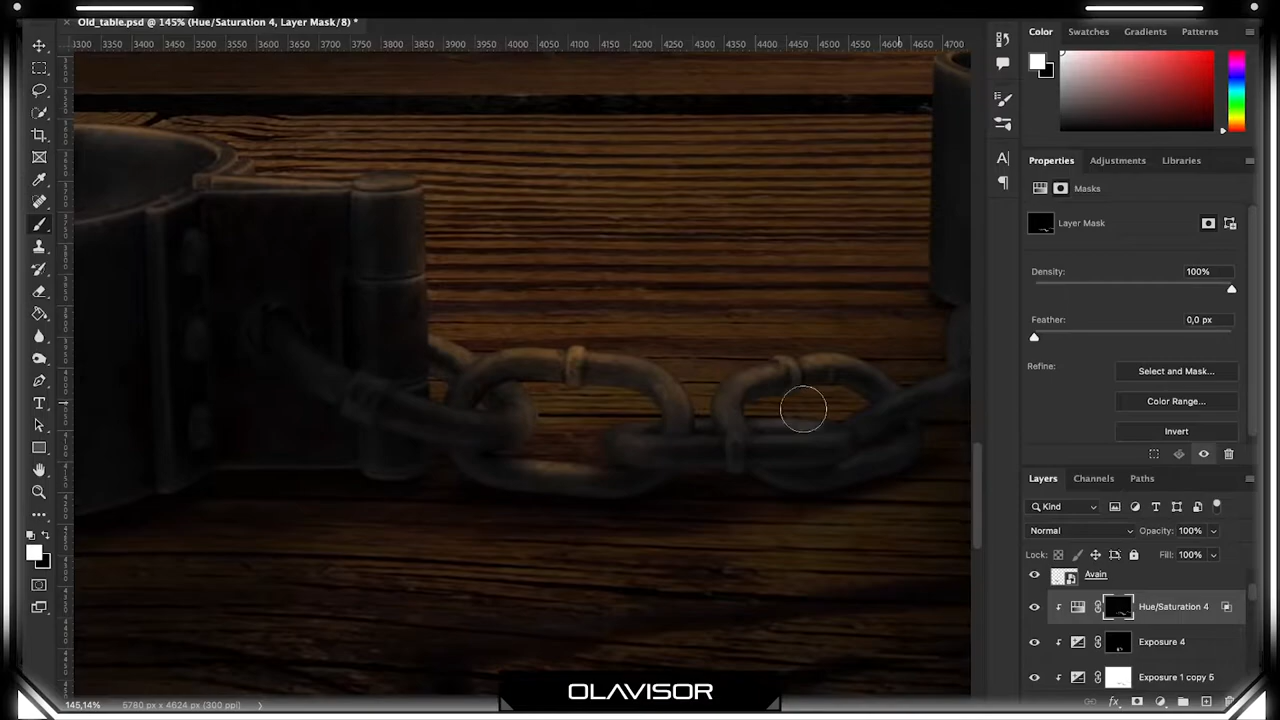 Old_table.psd @ 145% (Hue/Saturation 4, Layer Mask/8) *
3300 3350 3400 3450 3500 3550 3600 3650 3700 3750 3800 3850 3900 3950 4000 4050 4100 4150 4200 4250 4300 4350 4400 4450 4500 4550 4600 4650 4700
Color Swatches Gradients Patterns
Properties Adjustments Libraries
Masks
Layer Mask
Density: 100%
Feather: 0,0 px
Refine: Select and Mask...
Color Range...
Invert
Layers Channels Paths
Kind
Normal Opacity: 100%
Lock: Fill: 100%
Avain
Hue/Saturation 4
Exposure 4
Exposure 1 copy 5
OLAVISOR
145,14% 5780 px x 4624 px (300 ppi)